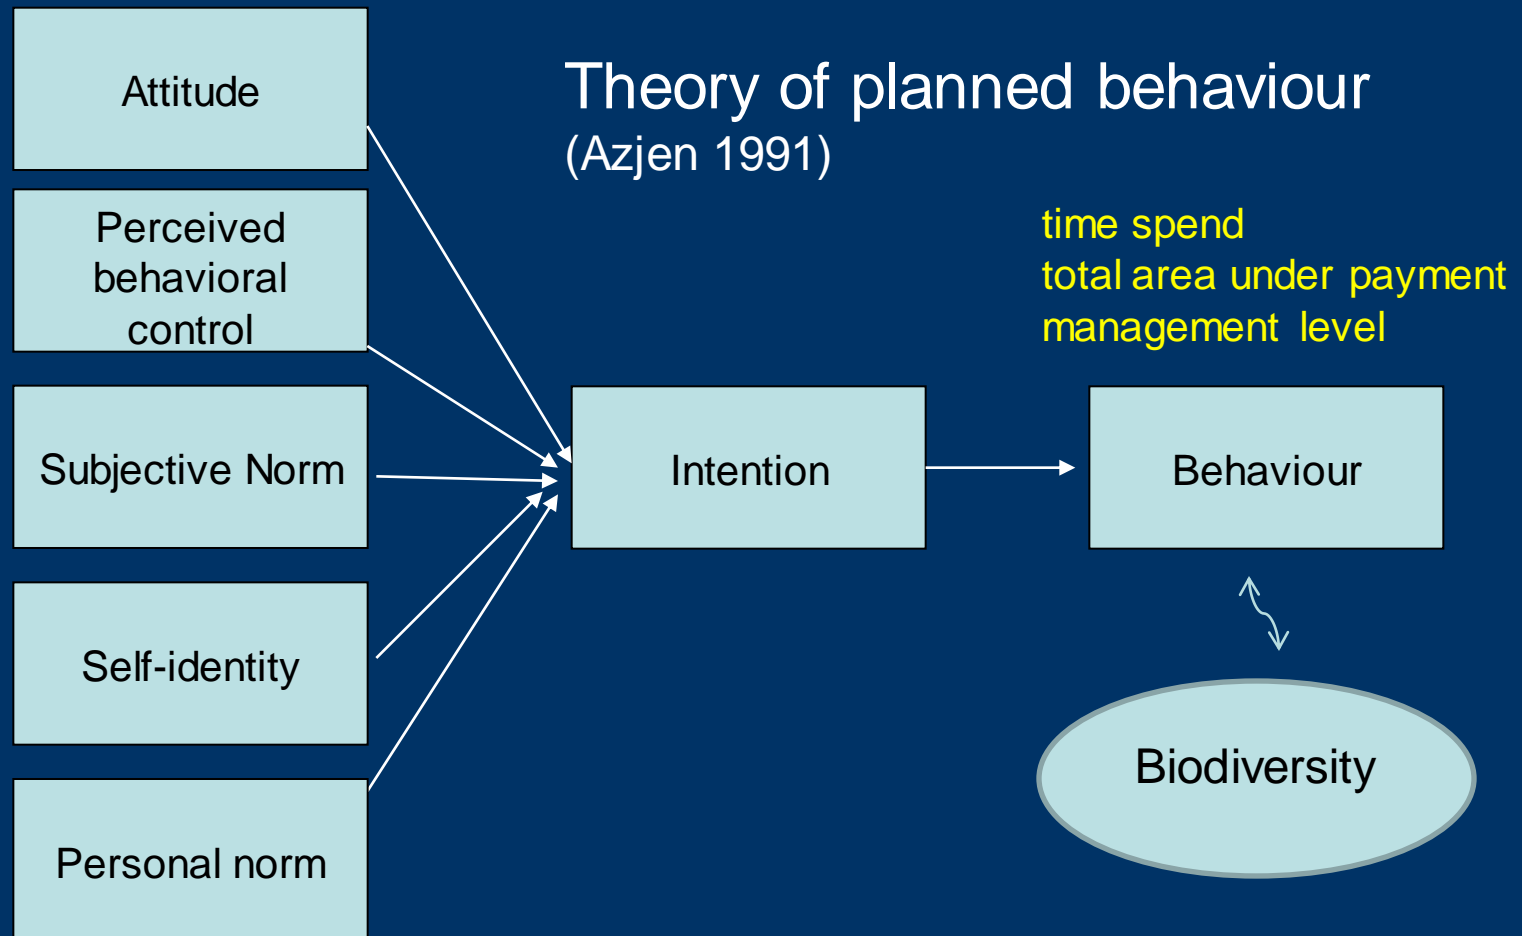 Theory of planned behaviour
(Azjen 1991)
Attitude
Perceived
behavioral
control
Subjective Norm
Self-identity
Personal norm
Intention
time spend
total area under payment
management level
Behaviour
Biodiversity